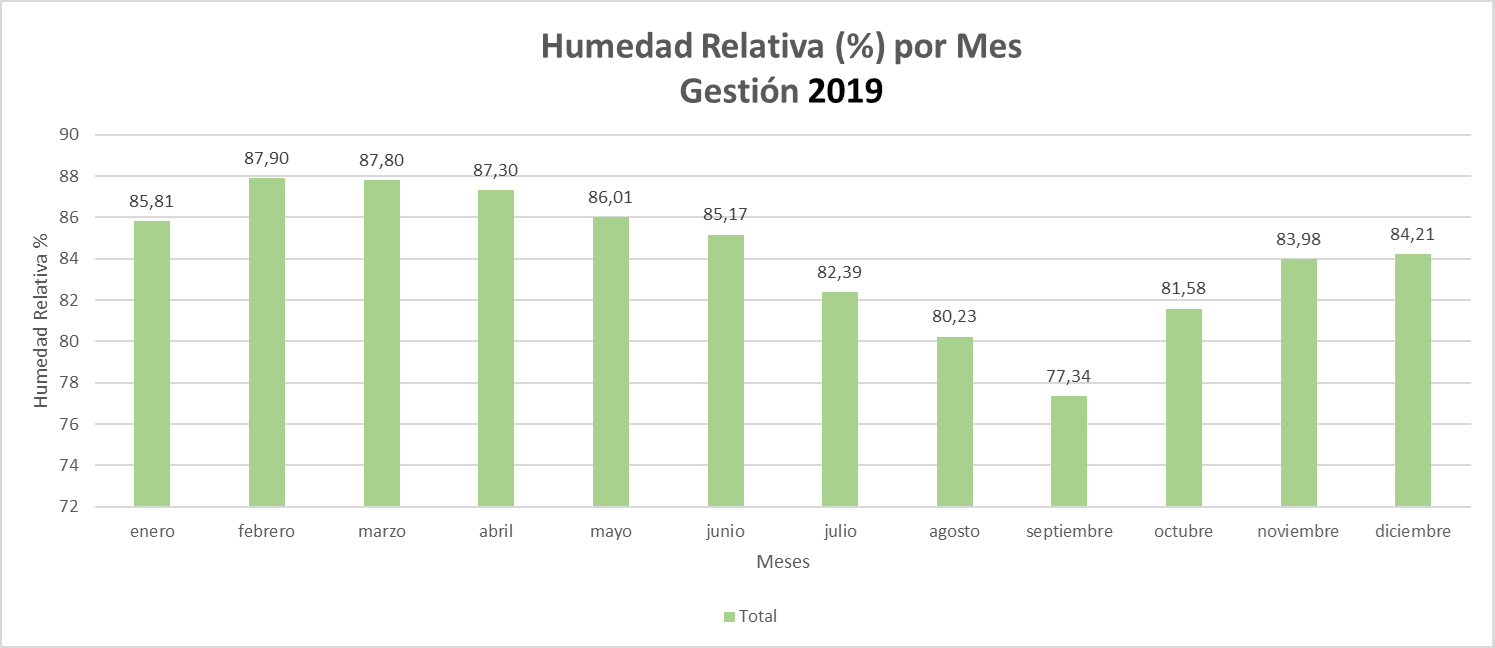 Humedad Relativa (%) por Mes
Gestión 2019
Humedad Relativa %
90
88
86
84
82
80
78
76
74
72
85,81
87,90
87,80
87,30
86,01
85,17
82,39
80,23
77,34
81,58
83,98
84,21
enero
febrero
marzo
abril
mayo
junio
julio
agosto
septiembre
octubre
noviembre
diciembre
Meses
Total